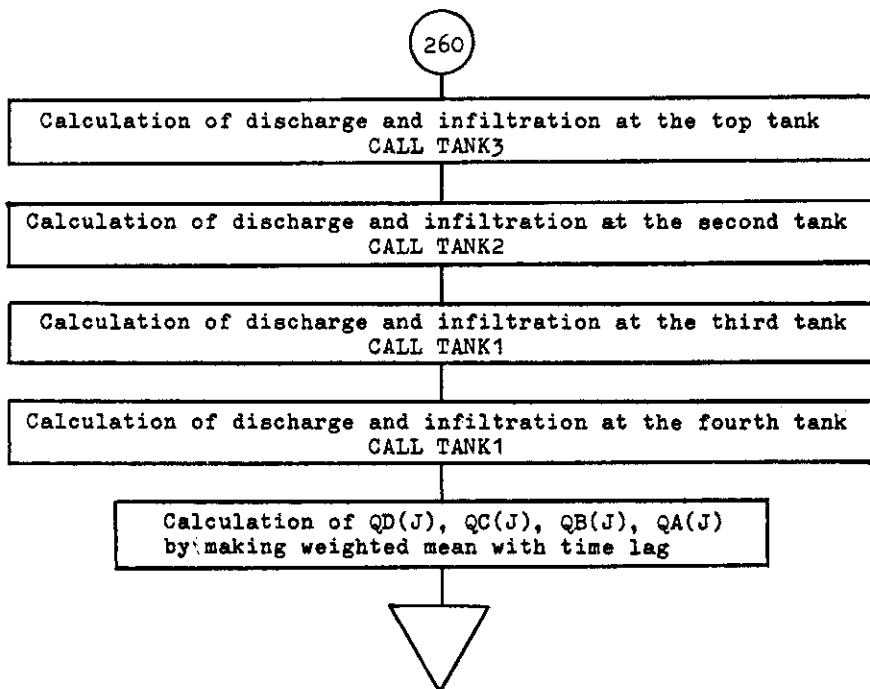 260
Calculation of discharge and infiltration at the top tank
CALL TANK3
Calculation of discharge and infiltration at the second tank
CALL TANK2
Calculation of discharge and infiltration at the third tank
CALL TANK1
Calculation of discharge and infiltration at the fourth tank
CALL TANK1
Calculation of QD(J), QC(J), QB(J), QA(J)
by making weighted mean with time lag